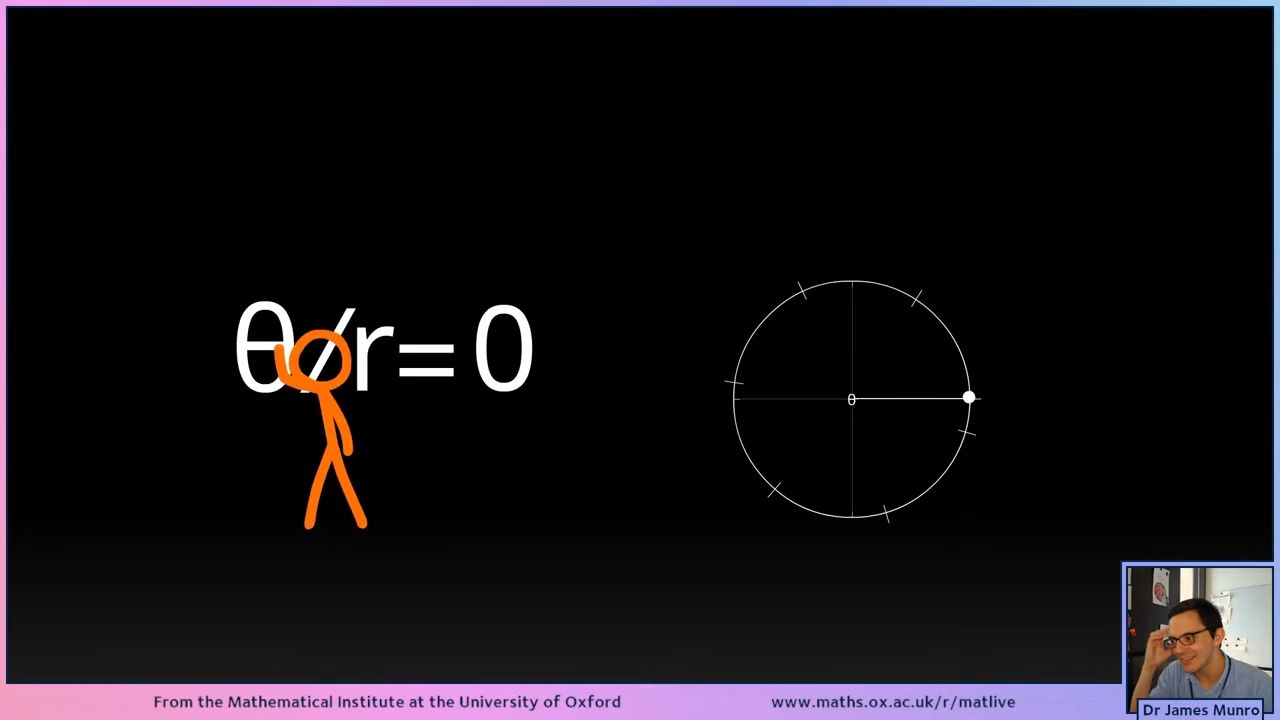 θ/r=0
θ
Dr James Munro
From the Mathematical Institute at the University of Oxford
www.maths.ox.ac.uk/r/matlive